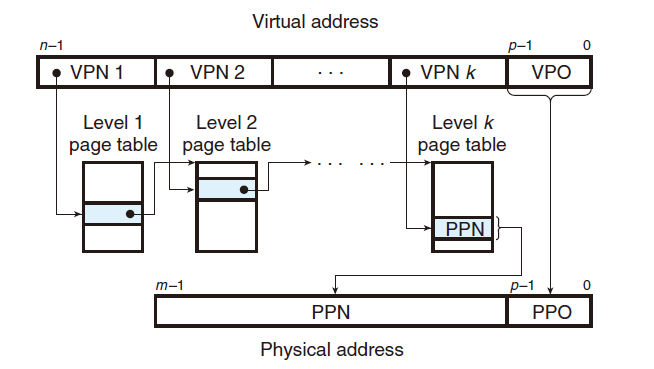 Virtual address
n–1 p–1 0
VPN 1 VPN 2 · · · VPN k VPO
Level 1 Level 2 Level k
page table page table page table
· · · · · ·
PPN
m–1 p–1 0
PPN PPO
Physical address